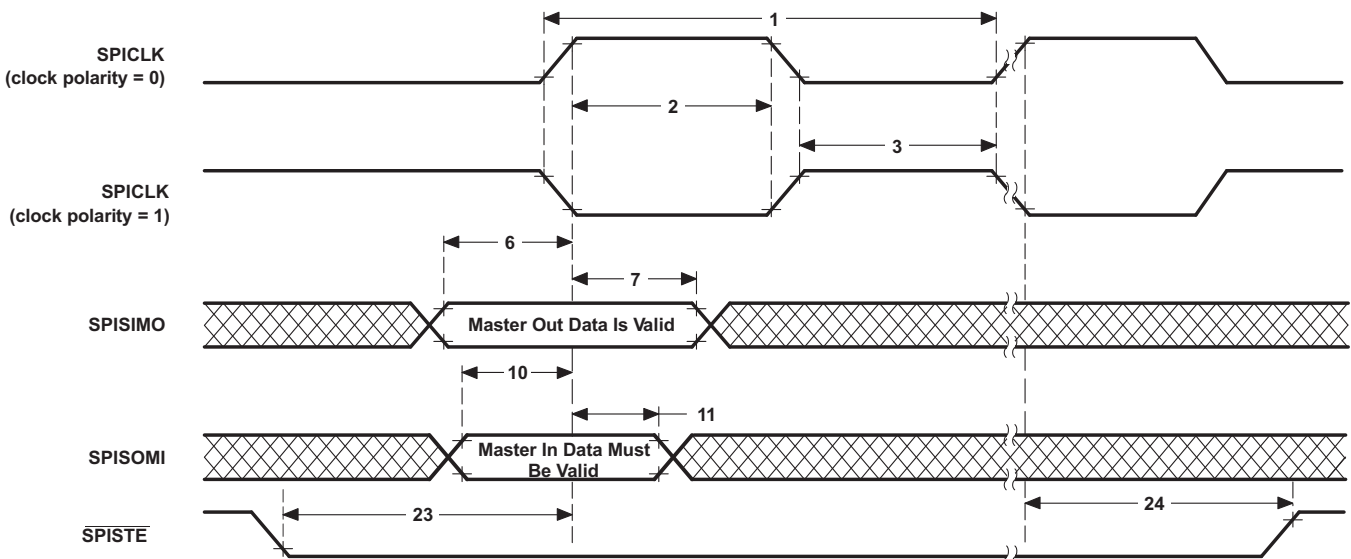 1
SPICLK
(clock polarity = 0)
2
3
SPICLK
(clock polarity = 1)
6
7
SPISIMO
Master Out Data Is Valid
10
11
SPISOMI
Master In Data Must
Be Valid
23
24
SPISTE